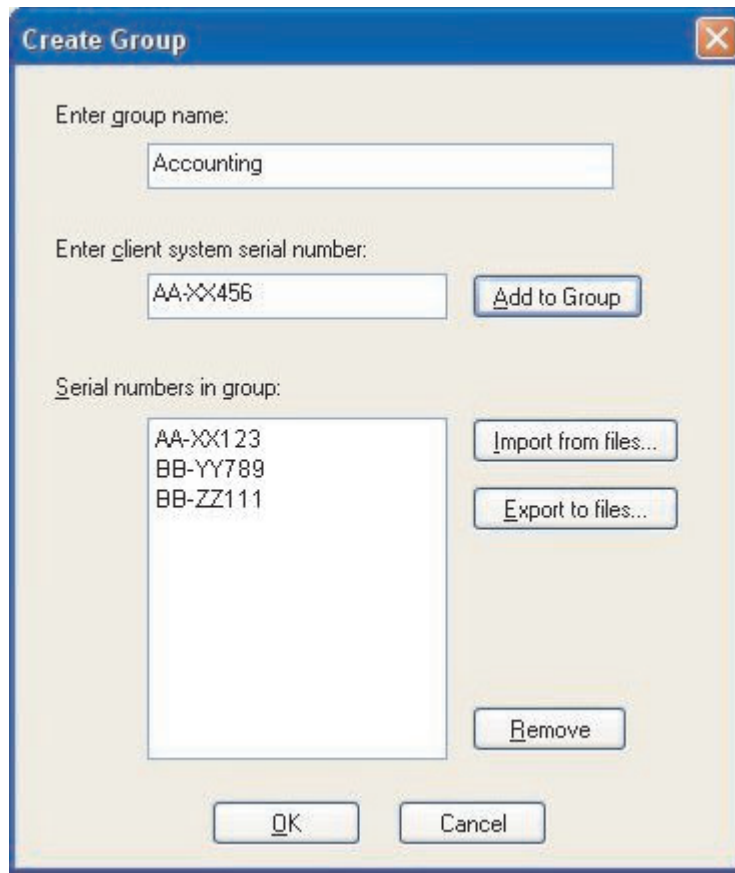 Create Group
Enter group name:
Accounting
Enter client system serial number:
AA-XX456
Add to Group
Serial numbers in group:
AA-XX123
BB-YY789
BB-ZZ111
Import from files...
Export to files...
Remove
OK
Cancel